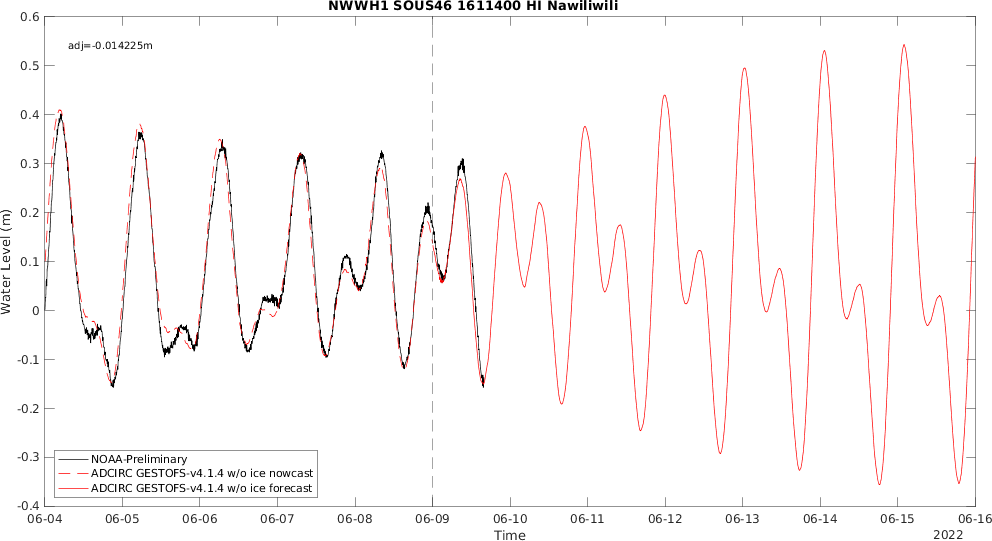 NWWH1 SOUS46 1611400 HI Nawiliwili
adj=-0.014225m
0.6
0.5
0.4
0.3
0.2
0.1
0
-0.1
-0.2
-0.3
-0.4
Water Level (m)
NOAA-Preliminary
ADCIRC GESTOFS-v4.1.4 w/o ice nowcast
ADCIRC GESTOFS-v4.1.4 w/o ice forecast
06-04 06-05 06-06 06-07 06-08 06-09 06-10 06-11 06-12 06-13 06-14 06-15 06-16
Time
2022